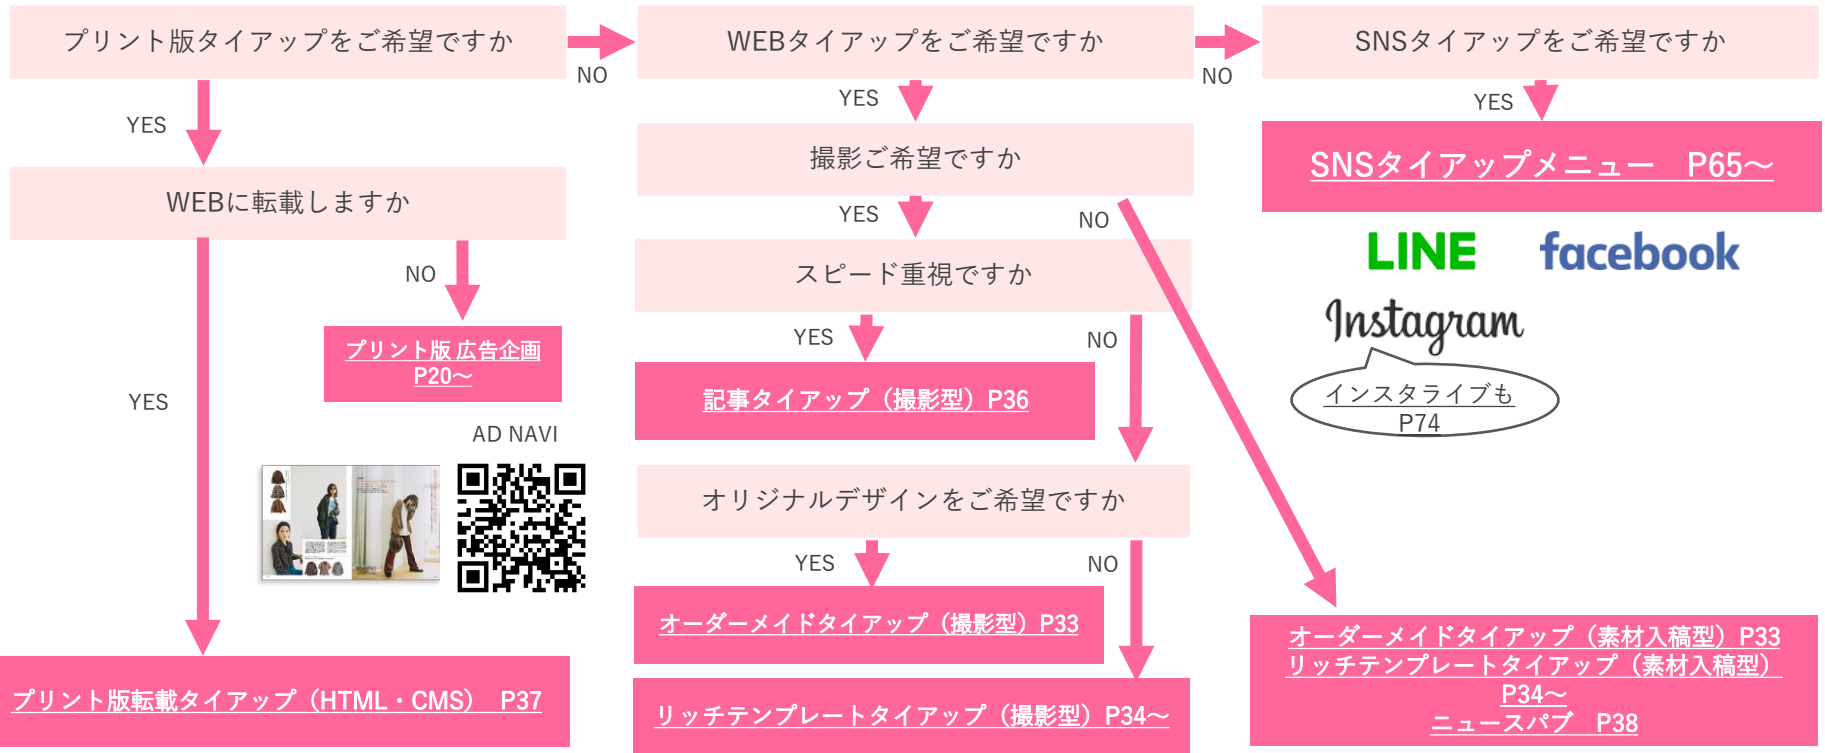 プリント版タイアップをご希望ですか
NO
YES
WEBに転載しますか
NO
プリント版 広告企画
P20～
YES
AD NAVI
プリント版転載タイアップ（HTML・CMS）　P37
WEBタイアップをご希望ですか
NO
YES
撮影ご希望ですか
YES
NO
スピード重視ですか
YES
NO
記事タイアップ（撮影型）P36
オリジナルデザインをご希望ですか
YES
NO
オーダーメイドタイアップ（撮影型）P33
リッチテンプレートタイアップ（撮影型）P34～
SNSタイアップをご希望ですか
YES
SNSタイアップメニュー　P65～
LINE
facebook
Instagram
インスタライブも
P74
オーダーメイドタイアップ（素材入稿型）P33
リッチテンプレートタイアップ（素材入稿型）
P34～
ニュースパブ　P38